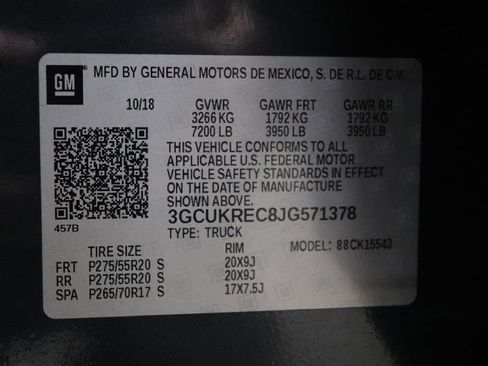 GM
MFD BY GENERAL MOTORS DE MEXICO, S. DE R.L. DE C.V.
10/18 GVWR GAWR FRT GAWR RR
3266 KG 1792 KG 1792 KG
7200 LB 3950 LB 3950 LB
THIS VEHICLE CONFORMS TO ALL
APPLICABLE U.S. FEDERAL MOTOR
VEHICLE SAFETY STANDARDS IN EFFECT
ON THE DATE OF MANUFACTURE
SHOWN ABOVE.
457B
3GCUKREC8JG571378
TYPE: TRUCK MODEL: 88CK15543
TIRE SIZE RIM
FRT P275/55R20 S 20X9J
RR P275/55R20 S 20X9J
SPA P265/70R17 S 17X7.5J